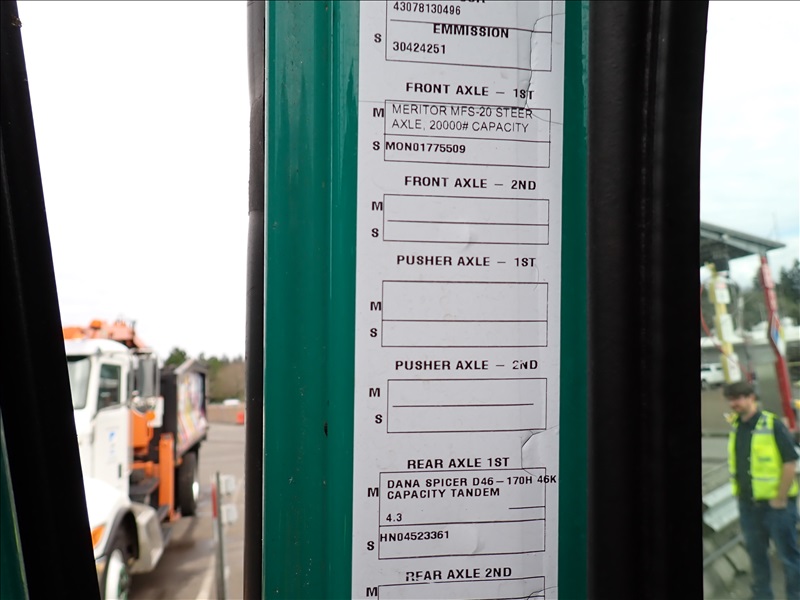 43078130496
EMMISSION
S 30424251
FRONT AXLE – 1ST
M MERITOR MFS-20 STEER
AXLE, 20000# CAPACITY
S MON01775509
FRONT AXLE – 2ND
M
S
PUSHER AXLE – 1ST
M
S
PUSHER AXLE – 2ND
M
S
REAR AXLE 1ST
M DANA SPICER D46–170H 46K
CAPACITY TANDEM
4.3
S HN04523361
REAR AXLE 2ND
M